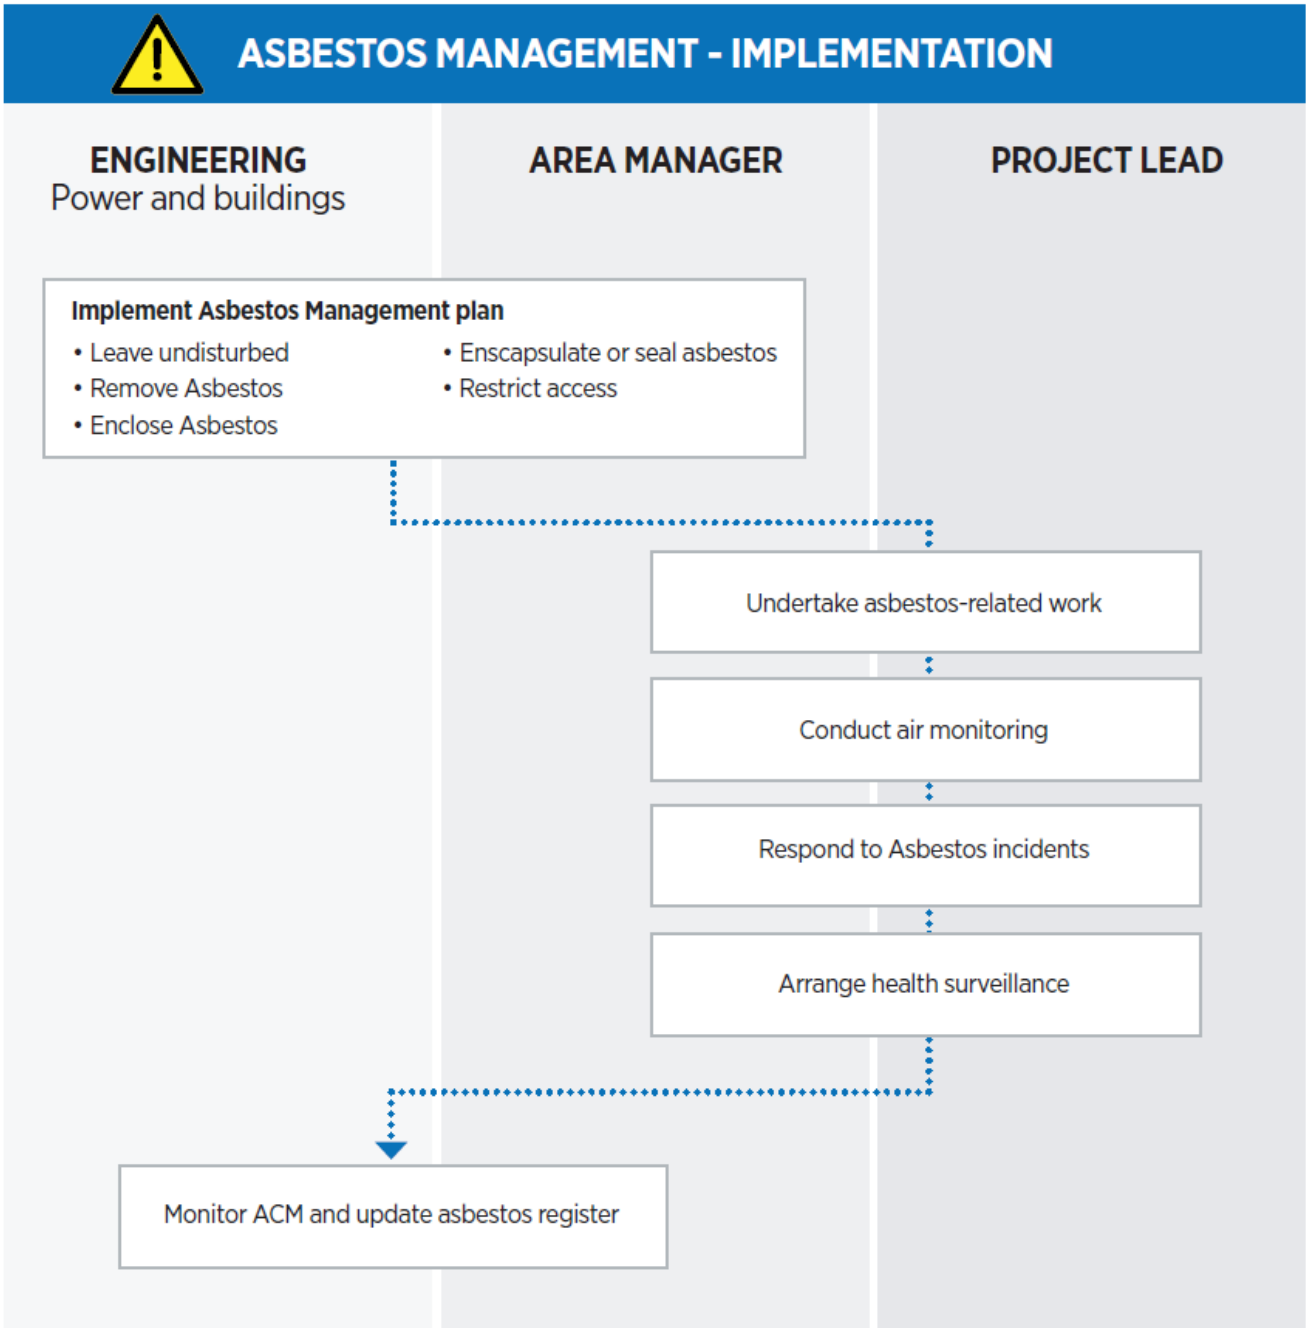 ASBESTOS MANAGEMENT - IMPLEMENTATION
ENGINEERING
Power and buildings
AREA MANAGER
PROJECT LEAD
Implement Asbestos Management plan
• Leave undisturbed
• Remove Asbestos
• Enclose Asbestos
• Enscapsulate or seal asbestos
• Restrict access
Undertake asbestos-related work
Conduct air monitoring
Respond to Asbestos incidents
Arrange health surveillance
Monitor ACM and update asbestos register